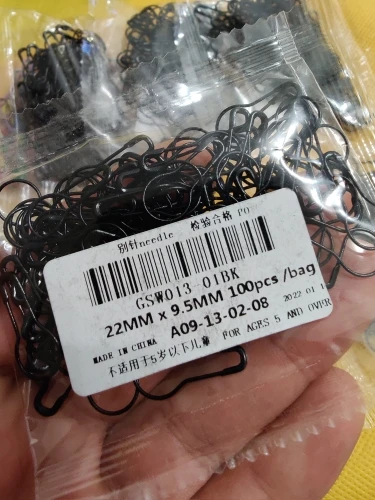 别针needle 检验合格 PO
GSW013 01BK
22MM x 9.5MM 100pcs /bag
A09-13-02-08
MADE IN CHINA 2022 01 1
不适用于5岁以下儿童 FOR AGES 5 AND OVER